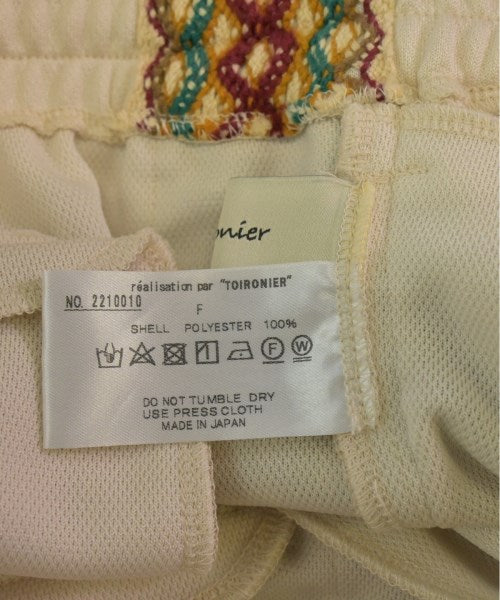 onier
réalisation par "TOIRONIER"
NO. 2210010
F
SHELL POLYESTER 100%
F W
DO NOT TUMBLE DRY
USE PRESS CLOTH
MADE IN JAPAN